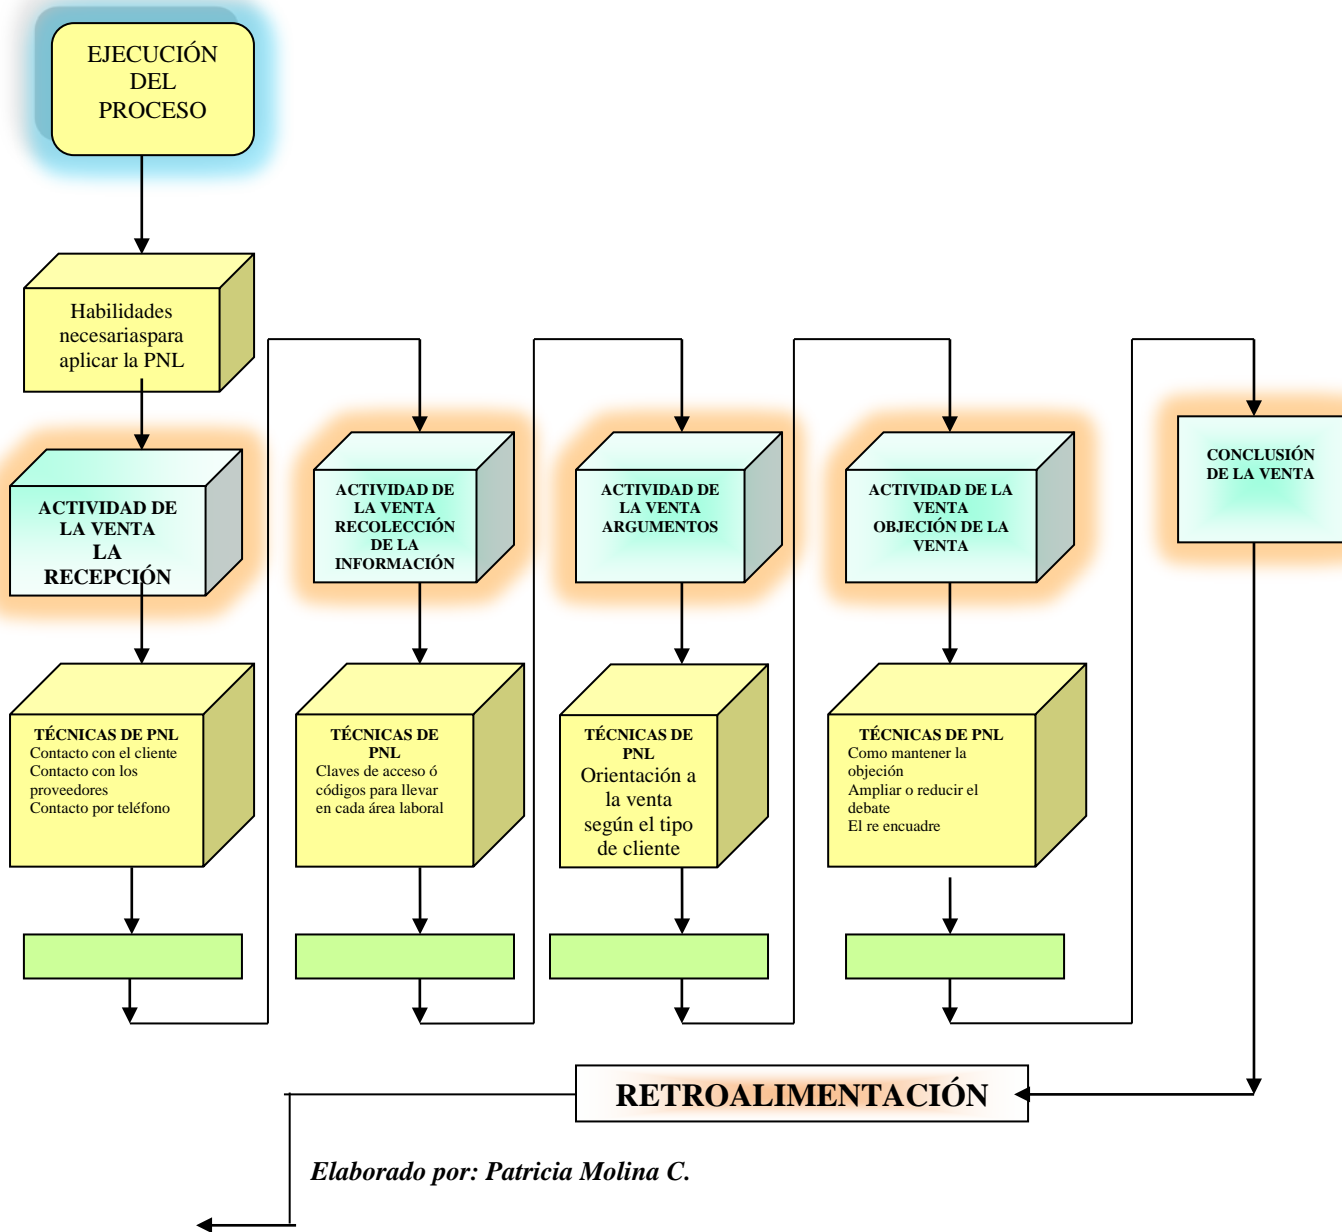 EJECUCIÓN
DEL
PROCESO
Habilidades
necesariaspara
aplicar la PNL
ACTIVIDAD DE
LA VENTA
LA
RECEPCIÓN
TÉCNICAS DE PNL
Contacto con el cliente
Contacto con los
proveedores
Contacto por teléfono
ACTIVIDAD DE
LA VENTA
RECOLECCIÓN
DE LA
INFORMACIÓN
TÉCNICAS DE
PNL
Claves de acceso ó
códigos para llevar
en cada área laboral
ACTIVIDAD DE
LA VENTA
ARGUMENTOS
TÉCNICAS DE
PNL
Orientación a
la venta
según el tipo
de cliente
ACTIVIDAD DE LA
VENTA
OBJECIÓN DE LA
VENTA
TÉCNICAS DE PNL
Como mantener la
objeción
Ampliar o reducir el
debate
El re encuadre
CONCLUSIÓN
DE LA VENTA
RETROALIMENTACIÓN
Elaborado por: Patricia Molina C.